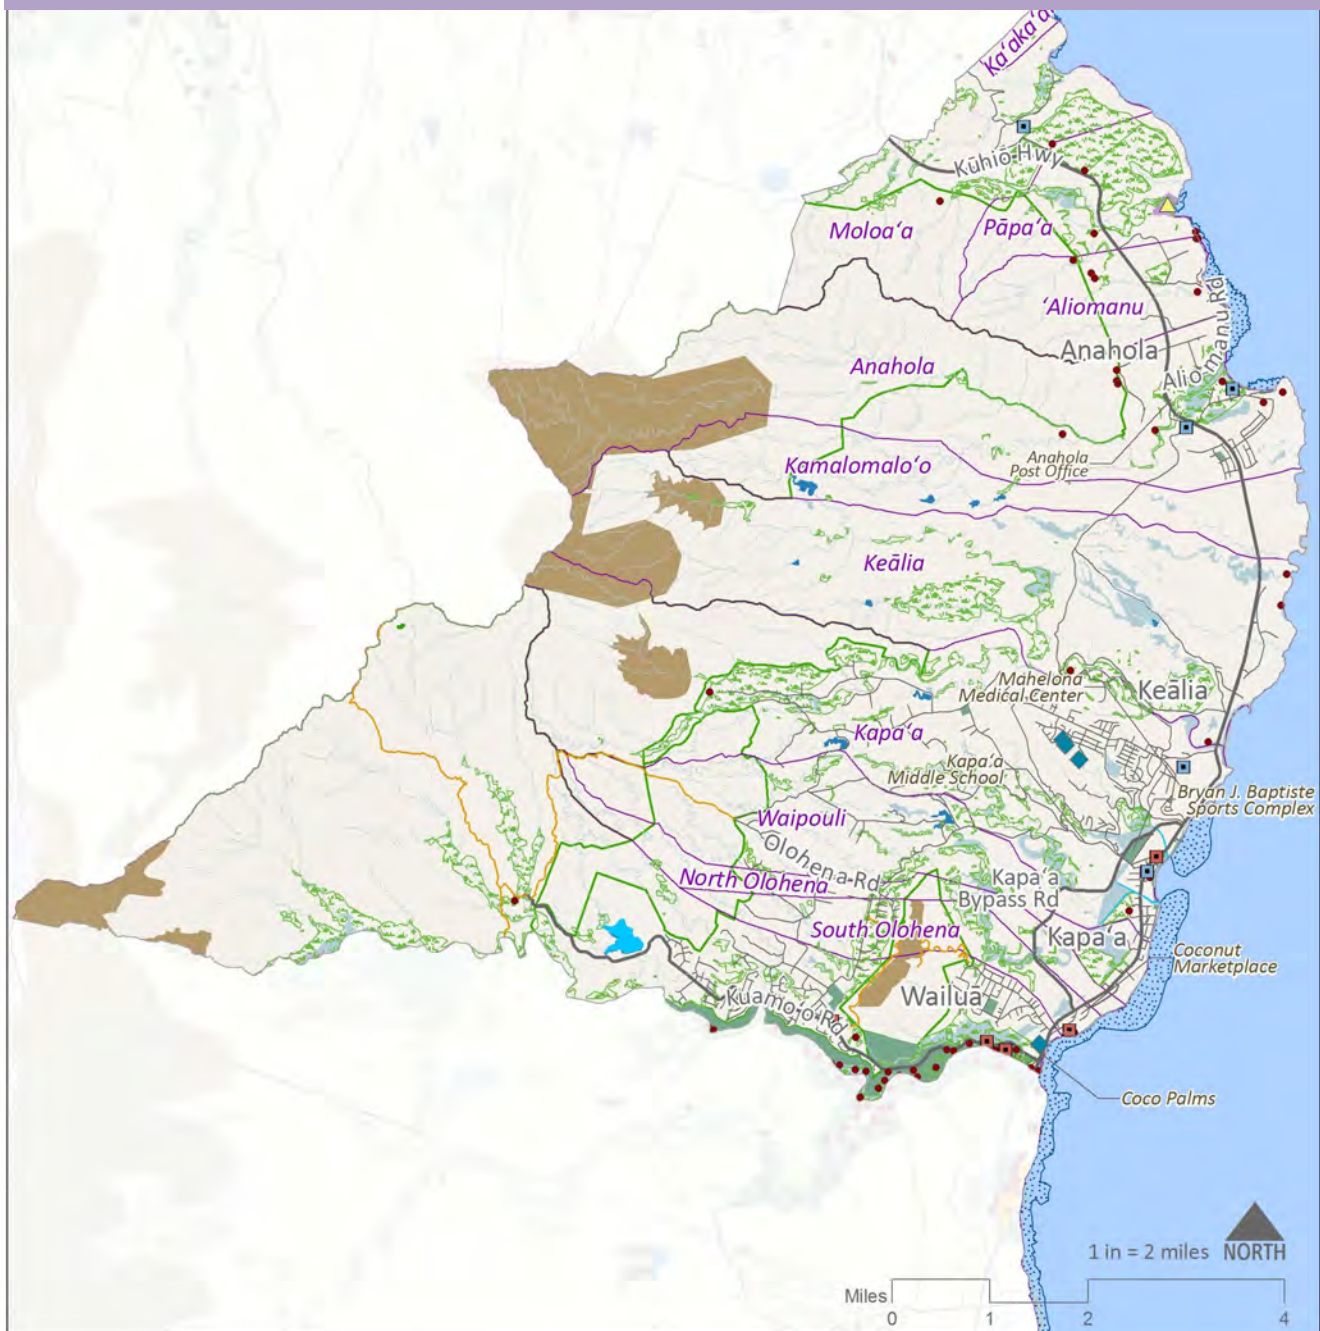 Ka‘aka‘a
Kūhiō Hwy
Moloa‘a
Pāpa‘a
‘Aliomanu
Anahola
Aliomanu Rd
Anahola
Kamalomalo‘o
Anahola
Post Office
Keālia
Mahelona
Medical Center
Keālia
Kapa‘a
Kapa‘a
Middle School
Bryan J. Baptiste
Sports Complex
Waipouli
Olohena Rd
North Olohena
Kapa‘a
Bypass Rd
South Olohena
Kapa‘a
Coconut
Marketplace
Wailuā
Kuamo‘o Rd
Coco Palms
1 in = 2 miles
NORTH
Miles
0 1 2 4